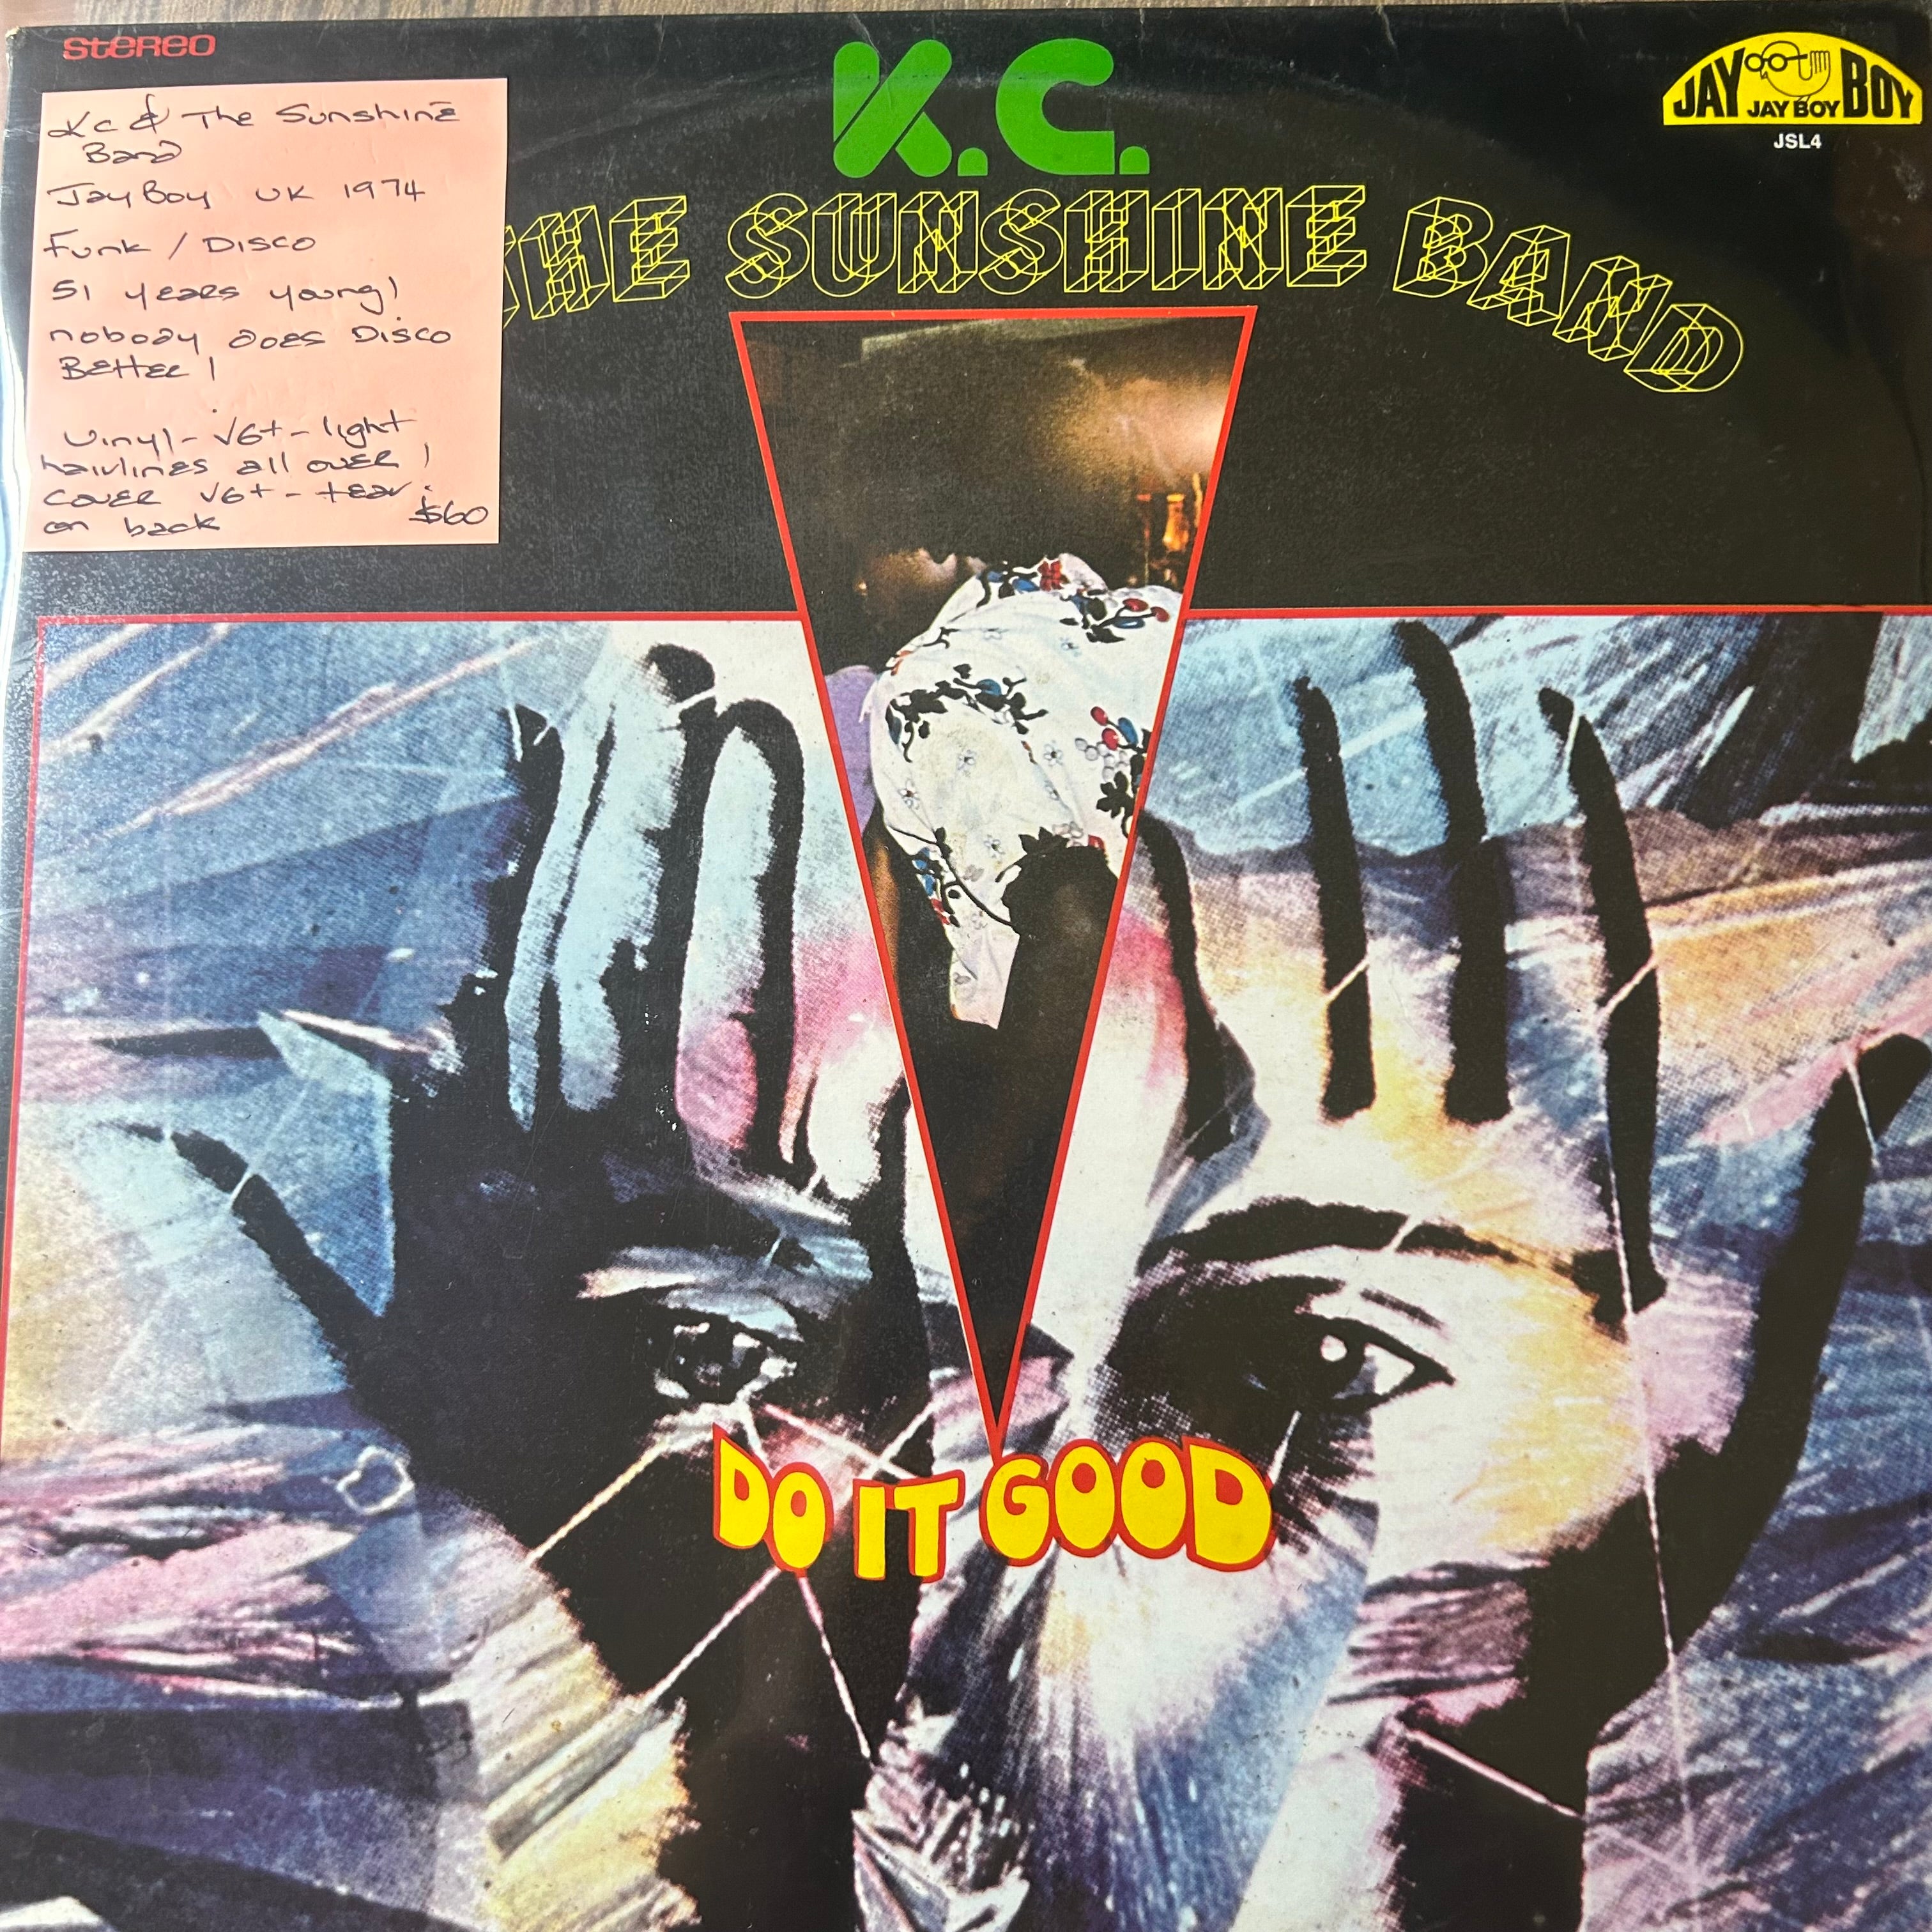 STEREO
K.C.
THE SUNSHINE BAND
JAY BOY
JAY BOY
JSL4
KC & The Sunshine
Band
Jay Boy UK 1974
Funk / Disco
51 years young!
nobody does Disco
Better!
Vinyl - VG+ - light
hairlines all over!
cover VG+ - tear
on back $60
DO IT GOOD